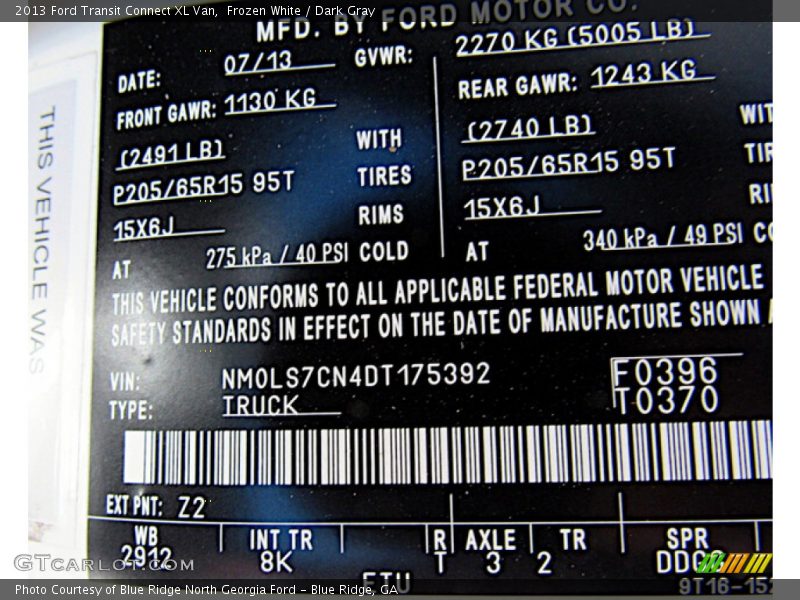 2013 Ford Transit Connect XL Van, Frozen White / Dark Gray
MFD. BY FORD MOTOR CO.
DATE: 07/13 GVWR: 2270 KG (5005 LB)
FRONT GAWR: 1130 KG REAR GAWR: 1243 KG
(2491 LB) WITH (2740 LB) WIT
P205/65R15 95T TIRES P205/65R15 95T TIR
15X6J RIMS 15X6J RI
AT 275 kPa / 40 PSI COLD AT 340 kPa / 49 PSI CO
THIS VEHICLE CONFORMS TO ALL APPLICABLE FEDERAL MOTOR VEHICLE
SAFETY STANDARDS IN EFFECT ON THE DATE OF MANUFACTURE SHOWN A
VIN: NM0LS7CN4DT175392 F0396
TYPE: TRUCK T0370
EXT PNT: Z2
WB INT TR R AXLE TR SPR
2912 8K T 3 2 DDCG
THIS VEHICLE WAS
GTcarlot.com
Photo Courtesy of Blue Ridge North Georgia Ford - Blue Ridge, GA